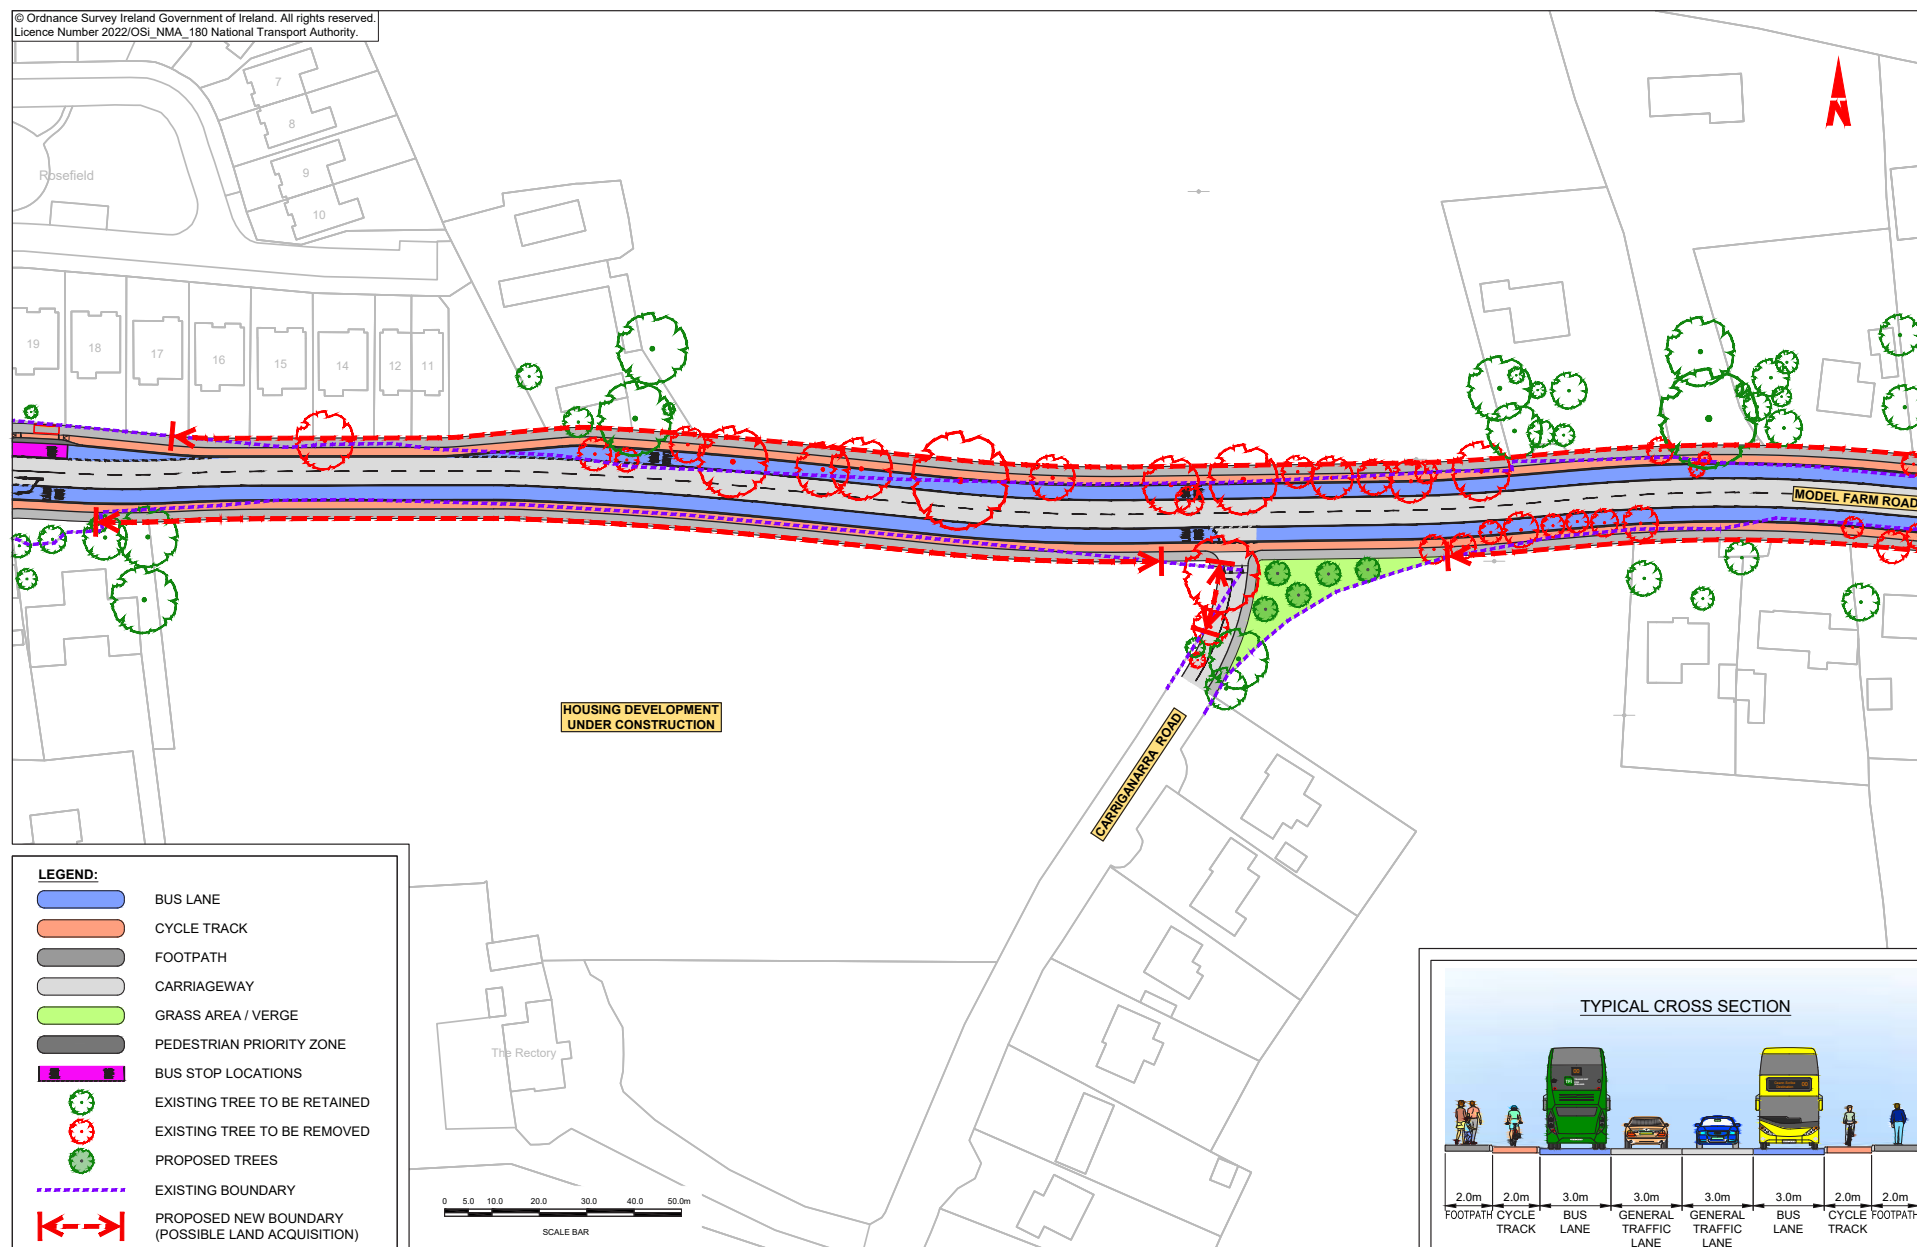 © Ordnance Survey Ireland Government of Ireland. All rights reserved.
Licence Number 2022/OSi_NMA_180 National Transport Authority.
7
8
9
10
Rosefield
N
19
18
17
16
15
14
12
11
MODEL FARM ROAD
HOUSING DEVELOPMENT
UNDER CONSTRUCTION
CARRIGANARRA ROAD
The Rectory
LEGEND:
BUS LANE
CYCLE TRACK
FOOTPATH
CARRIAGEWAY
GRASS AREA / VERGE
PEDESTRIAN PRIORITY ZONE
BUS STOP LOCATIONS
EXISTING TREE TO BE RETAINED
EXISTING TREE TO BE REMOVED
PROPOSED TREES
EXISTING BOUNDARY
PROPOSED NEW BOUNDARY
(POSSIBLE LAND ACQUISITION)
0 5.0 10.0 20.0 30.0 40.0 50.0m
SCALE BAR
TYPICAL CROSS SECTION
2.0m 2.0m 3.0m 3.0m 3.0m 3.0m 2.0m 2.0m
FOOTPATH CYCLE TRACK BUS LANE GENERAL TRAFFIC LANE GENERAL TRAFFIC LANE BUS LANE CYCLE TRACK FOOTPATH